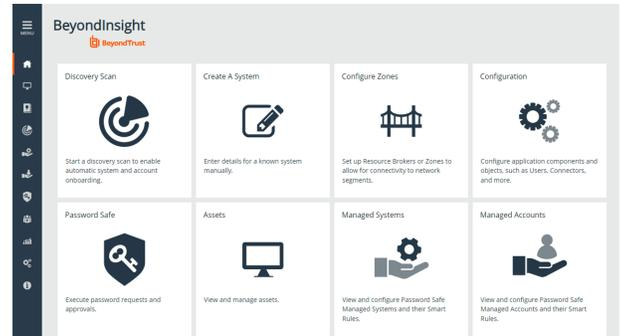 BeyondInsight
MENU
BeyondTrust
Discovery Scan
Start a discovery scan to enable
automatic system and account
onboarding.
Create A System
Enter details for a known system
manually.
Configure Zones
Set up Resource Brokers or Zones to
allow for connectivity to network
segments.
Configuration
Configure application components and
objects, such as Users, Connectors,
and more.
Password Safe
Execute password requests and
approvals.
Assets
View and manage assets.
Managed Systems
View and configure Password Safe
Managed Systems and their Smart
Rules.
Managed Accounts
View and configure Password Safe
Managed Accounts and their Smart
Rules.